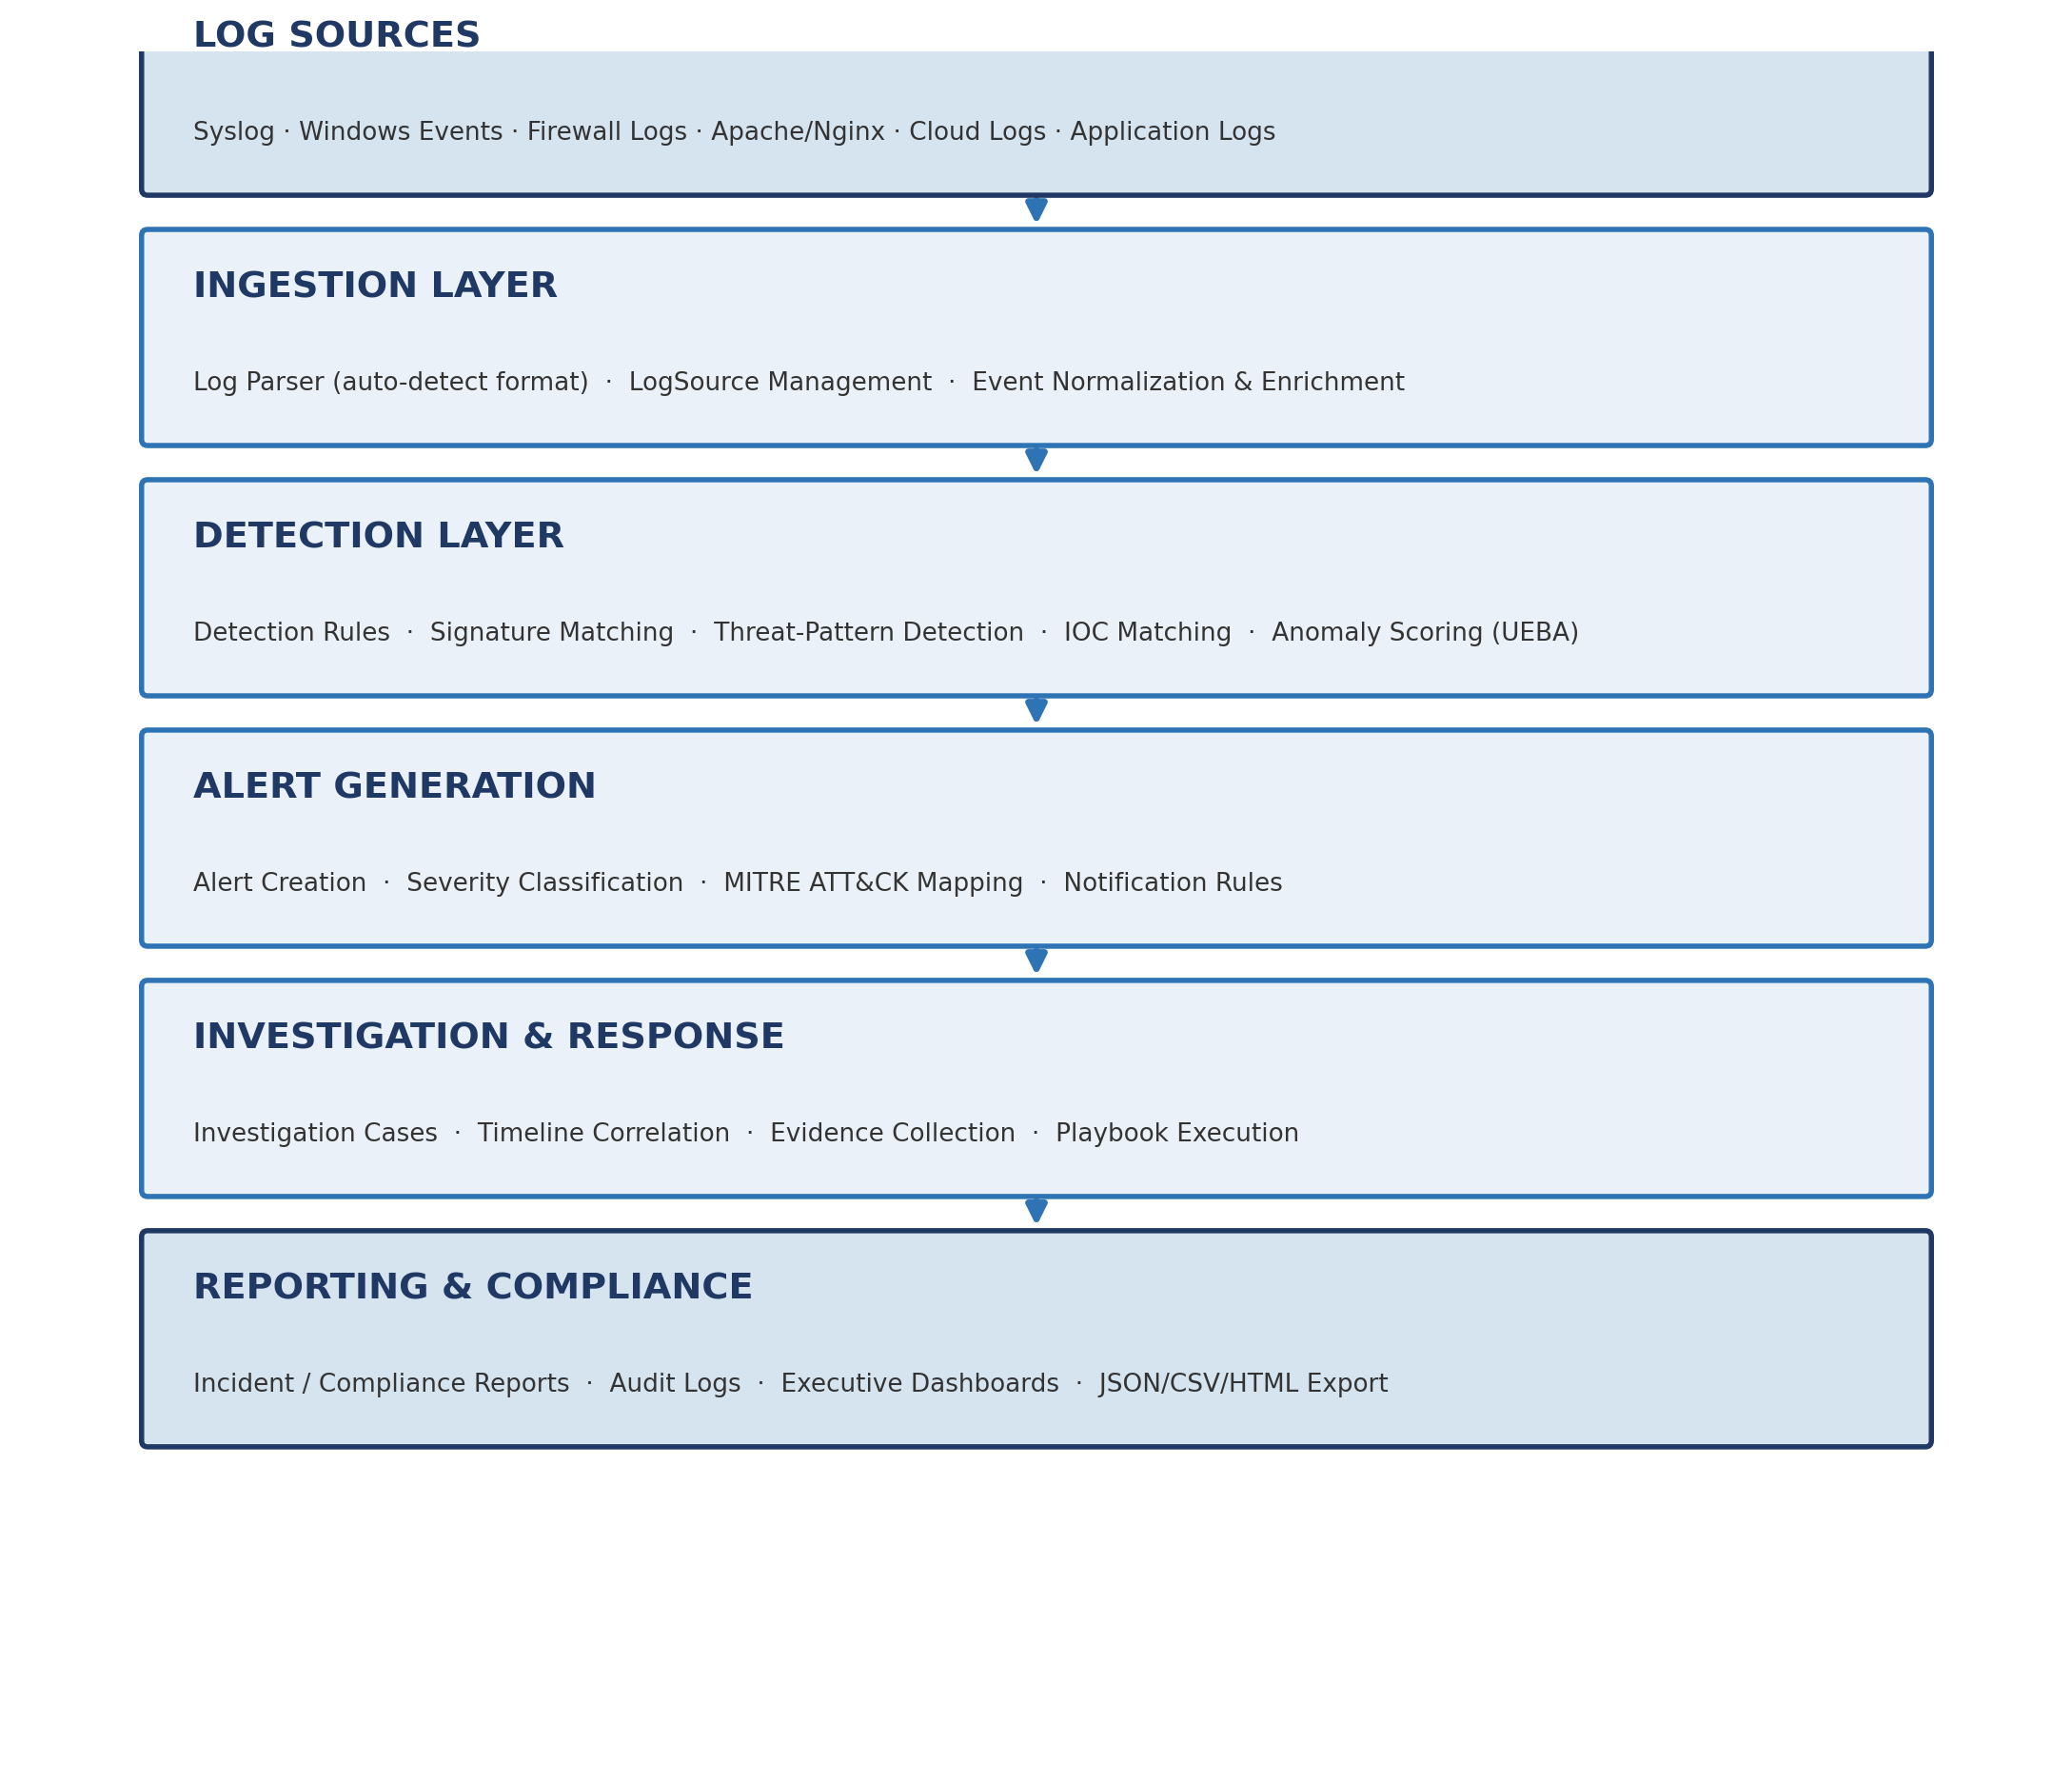 LOG SOURCES
Syslog · Windows Events · Firewall Logs · Apache/Nginx · Cloud Logs · Application Logs
INGESTION LAYER
Log Parser (auto-detect format)  ·  LogSource Management  ·  Event Normalization & Enrichment
DETECTION LAYER
Detection Rules  ·  Signature Matching  ·  Threat-Pattern Detection  ·  IOC Matching  ·  Anomaly Scoring (UEBA)
ALERT GENERATION
Alert Creation  ·  Severity Classification  ·  MITRE ATT&CK Mapping  ·  Notification Rules
INVESTIGATION & RESPONSE
Investigation Cases  ·  Timeline Correlation  ·  Evidence Collection  ·  Playbook Execution
REPORTING & COMPLIANCE
Incident / Compliance Reports  ·  Audit Logs  ·  Executive Dashboards  ·  JSON/CSV/HTML Export